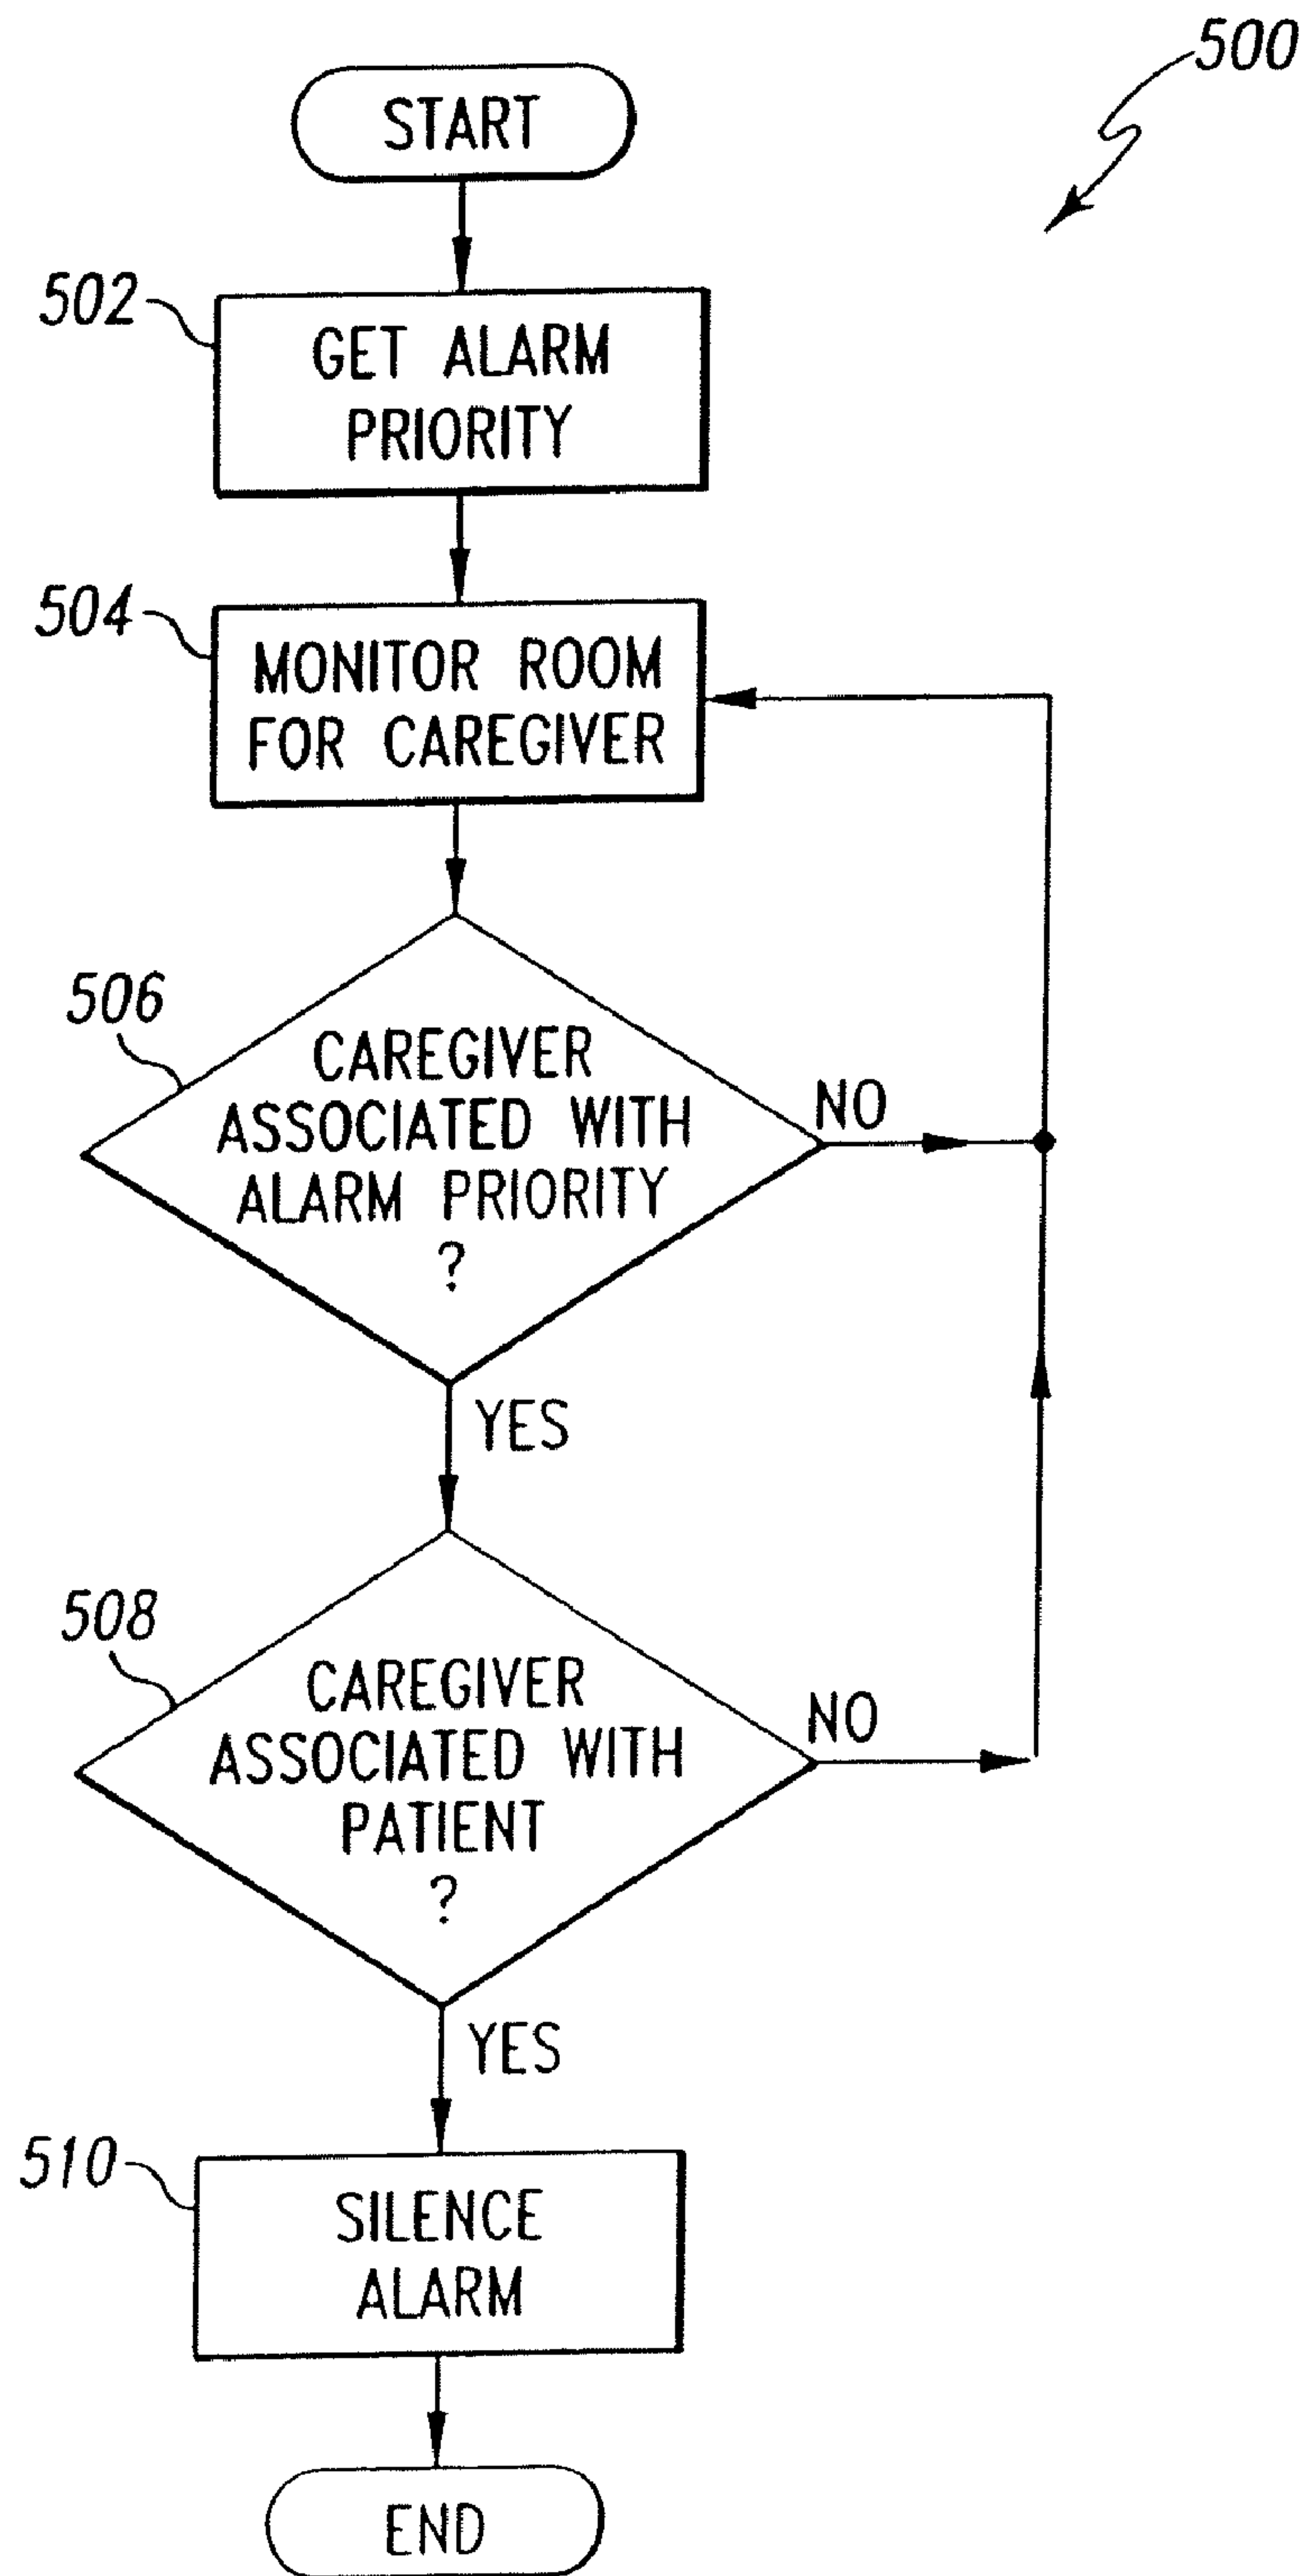 500
START
502
GET ALARM
PRIORITY
504
MONITOR ROOM
FOR CAREGIVER
506
CAREGIVER
ASSOCIATED WITH
ALARM PRIORITY
?
NO
YES
508
CAREGIVER
ASSOCIATED WITH
PATIENT
?
NO
YES
510
SILENCE
ALARM
END